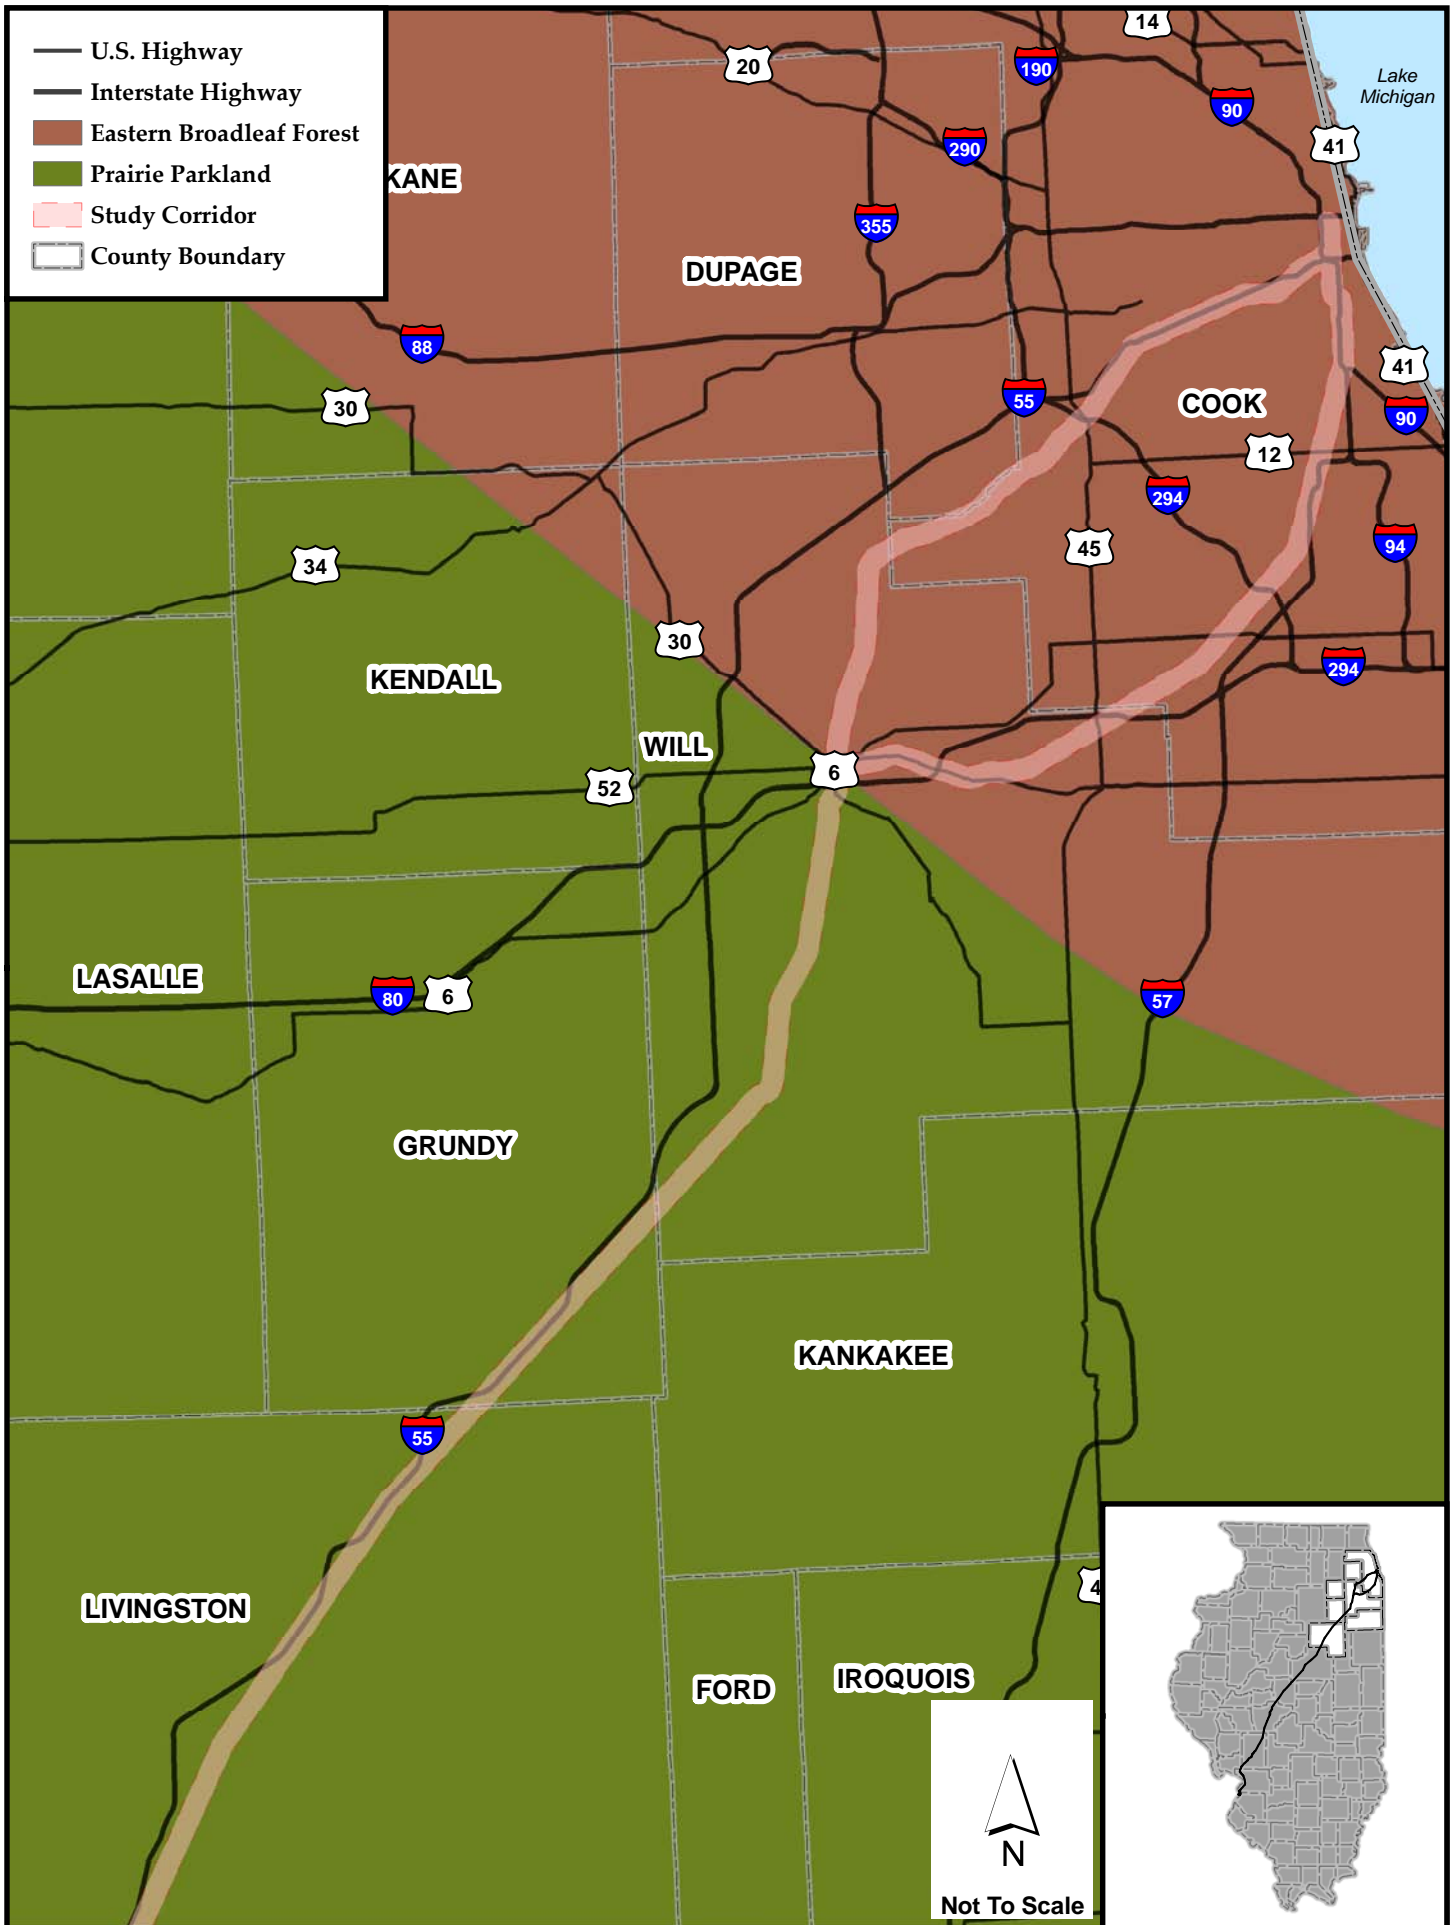 U.S. Highway
Interstate Highway
Eastern Broadleaf Forest
Prairie Parkland
Study Corridor
County Boundary
14
20
190
Lake
Michigan
90
41
290
KANE
355
DUPAGE
88
41
55
COOK
30
90
12
294
94
45
34
30
294
KENDALL
WILL
6
52
LASALLE
80
6
57
GRUNDY
KANKAKEE
55
4
LIVINGSTON
IROQUOIS
FORD
N
Not To Scale